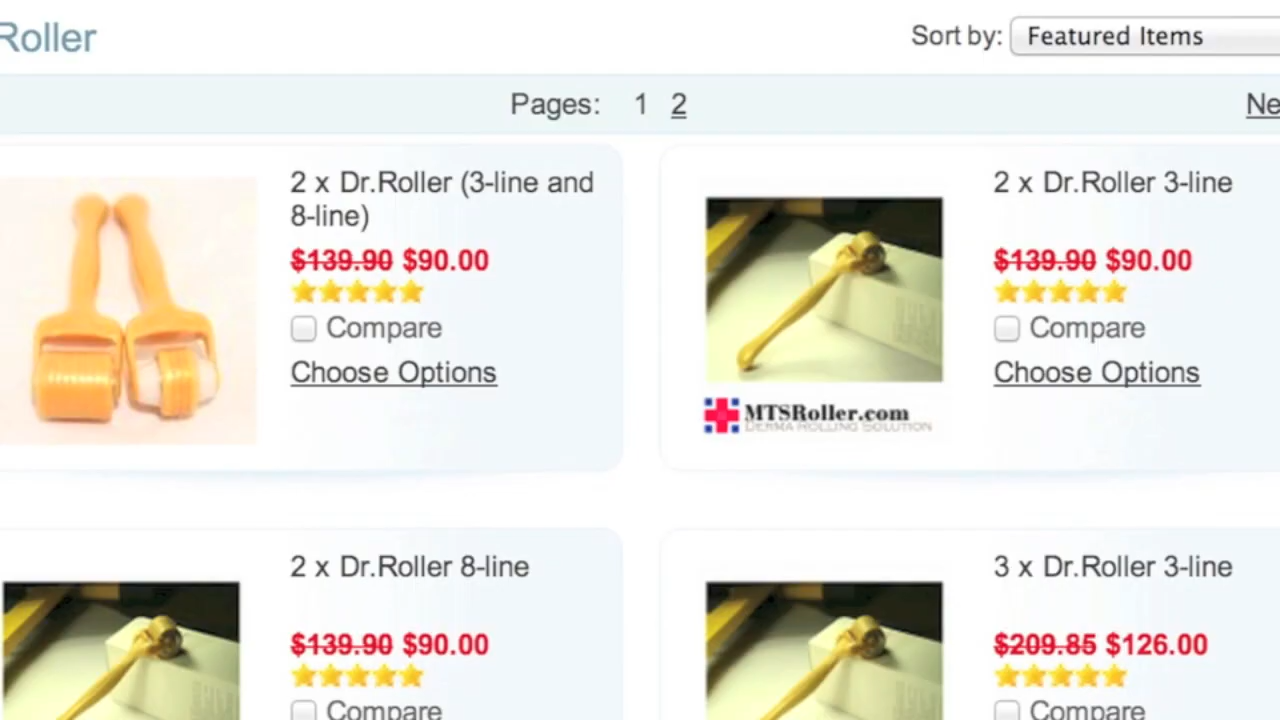 Roller
Sort by: Featured Items
Pages: 1 2
Ne
2 x Dr.Roller (3-line and
8-line)
$139.90 $90.00
Compare
Choose Options
2 x Dr.Roller 3-line
$139.90 $90.00
Compare
Choose Options
MTSRoller.com
DERMA ROLLING SOLUTION
2 x Dr.Roller 8-line
$139.90 $90.00
Compare
3 x Dr.Roller 3-line
$209.85 $126.00
Compare